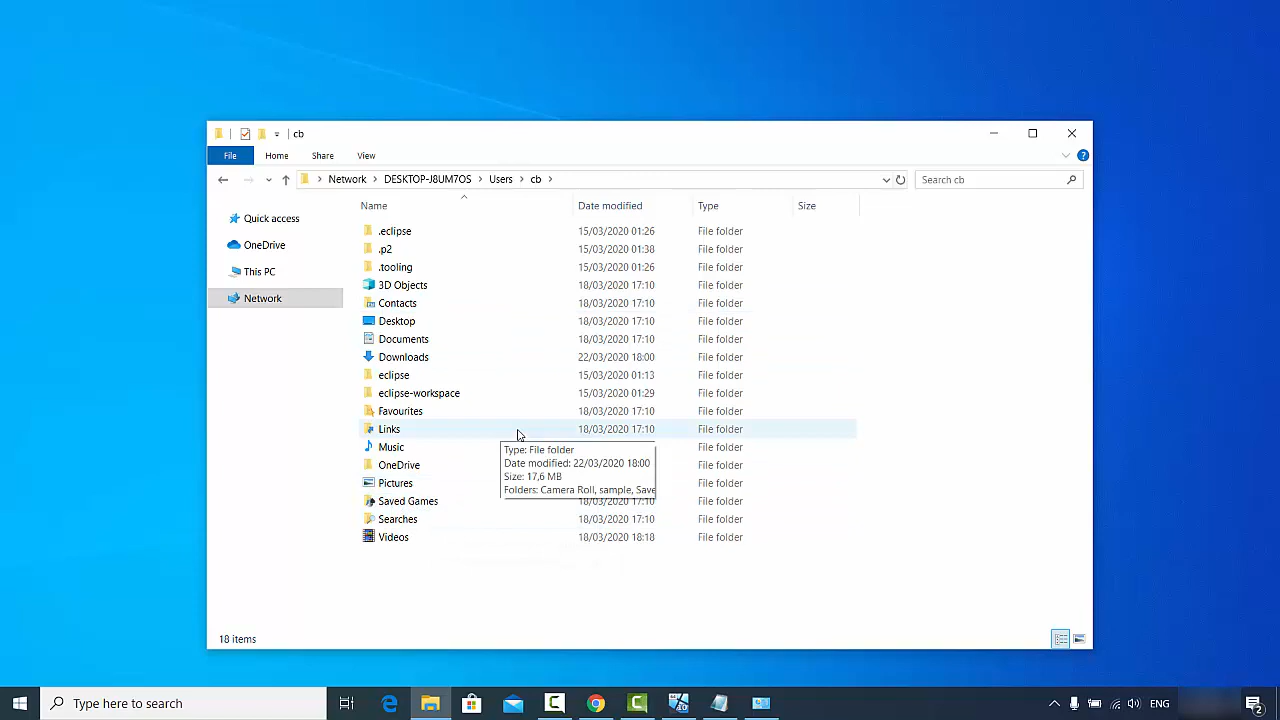 cb
File Home Share View
Network DESKTOP-J8UM7OS Users cb
Search cb
Quick access
OneDrive
This PC
Network
Name Date modified Type Size
.eclipse 15/03/2020 01:26 File folder
.p2 15/03/2020 01:38 File folder
.tooling 15/03/2020 01:26 File folder
3D Objects 18/03/2020 17:10 File folder
Contacts 18/03/2020 17:10 File folder
Desktop 18/03/2020 17:10 File folder
Documents 18/03/2020 17:10 File folder
Downloads 22/03/2020 18:00 File folder
eclipse 15/03/2020 01:13 File folder
eclipse-workspace 15/03/2020 01:29 File folder
Favourites 18/03/2020 17:10 File folder
Links 18/03/2020 17:10 File folder
Music File folder
OneDrive File folder
Pictures File folder
Saved Games 18/03/2020 17:10 File folder
Searches 18/03/2020 17:10 File folder
Videos 18/03/2020 18:18 File folder
Type: File folder
Date modified: 22/03/2020 18:00
Size: 17,6 MB
Folders: Camera Roll, sample, Save
18 items
Type here to search
ENG
2